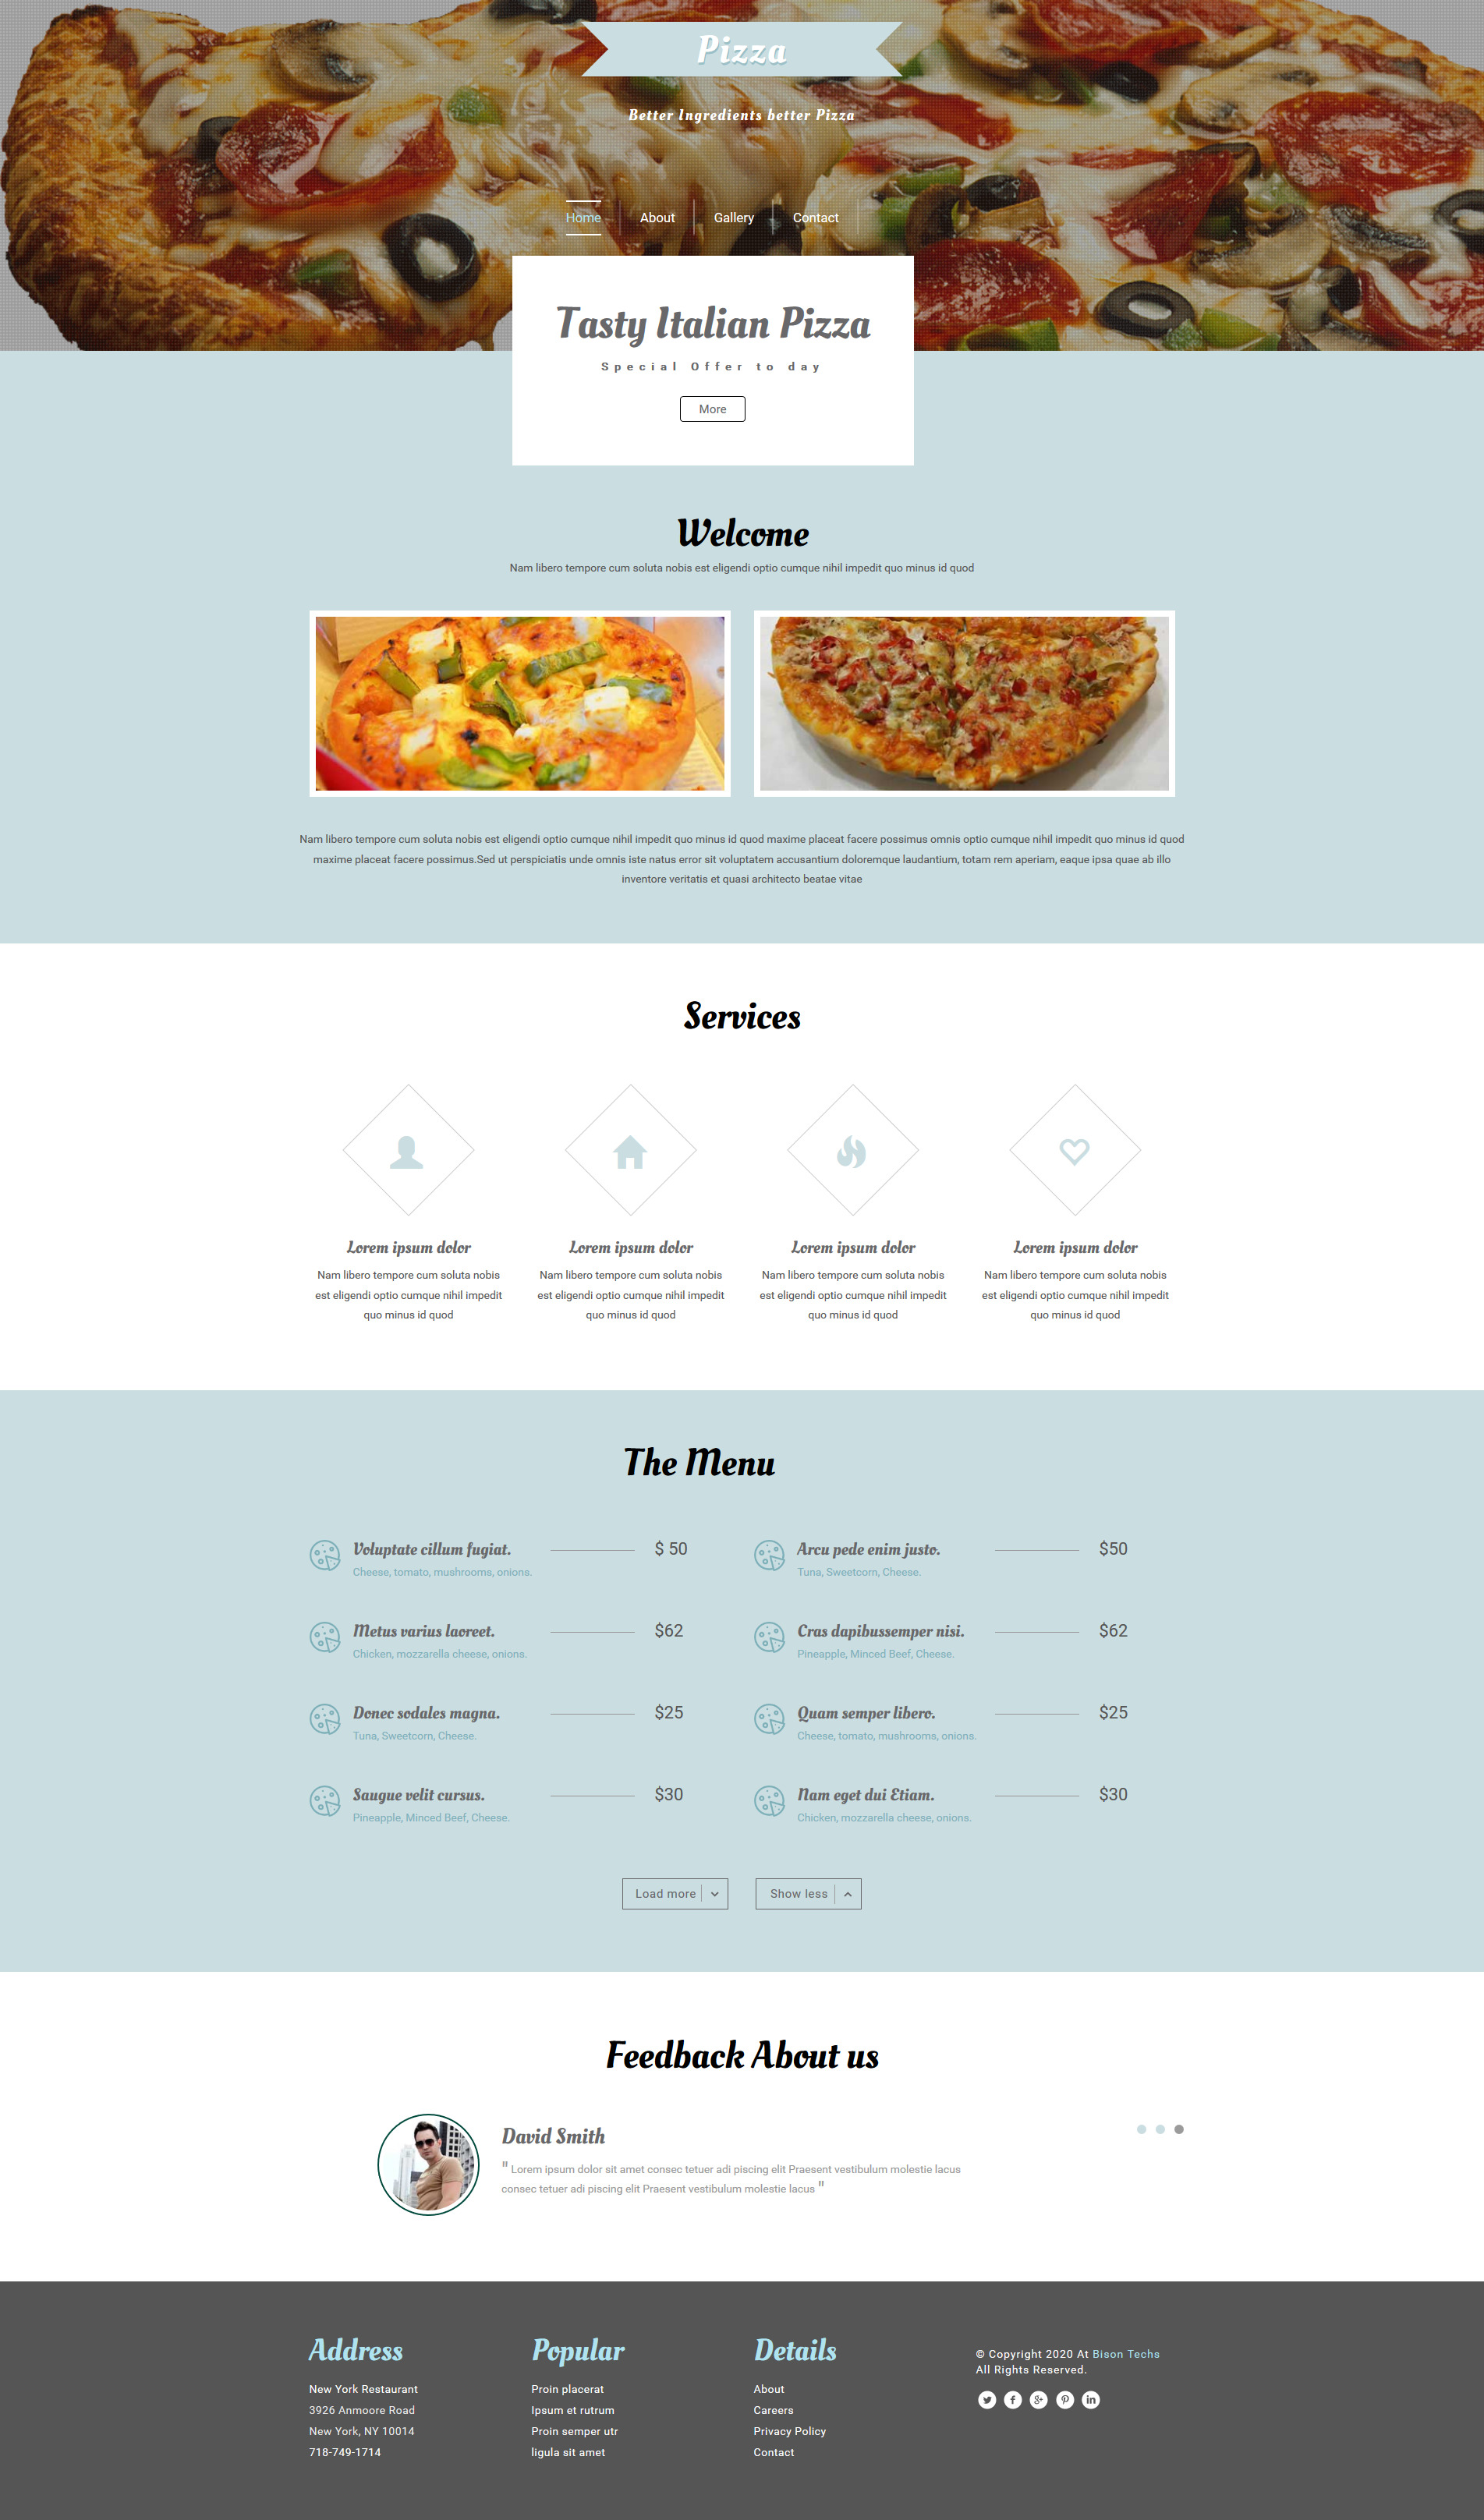 Pizza
Better Ingredients better Pizza
Home About Gallery Contact
Tasty Italian Pizza
Special Offer to day
More
Welcome
Nam libero tempore cum soluta nobis est eligendi optio cumque nihil impedit quo minus id quod
Nam libero tempore cum soluta nobis est eligendi optio cumque nihil impedit quo minus id quod maxime placeat facere possimus omnis optio cumque nihil impedit quo minus id quod
maxime placeat facere possimus.Sed ut perspiciatis unde omnis iste natus error sit voluptatem accusantium doloremque laudantium, totam rem aperiam, eaque ipsa quae ab illo
inventore veritatis et quasi architecto beatae vitae
Services
Lorem ipsum dolor
Nam libero tempore cum soluta nobis
est eligendi optio cumque nihil impedit
quo minus id quod
Lorem ipsum dolor
Nam libero tempore cum soluta nobis
est eligendi optio cumque nihil impedit
quo minus id quod
Lorem ipsum dolor
Nam libero tempore cum soluta nobis
est eligendi optio cumque nihil impedit
quo minus id quod
Lorem ipsum dolor
Nam libero tempore cum soluta nobis
est eligendi optio cumque nihil impedit
quo minus id quod
The Menu
Voluptate cillum fugiat. $ 50
Cheese, tomato, mushrooms, onions.
Metus varius laoreet. $62
Chicken, mozzarella cheese, onions.
Donec sodales magna. $25
Tuna, Sweetcorn, Cheese.
Saugue velit cursus. $30
Pineapple, Minced Beef, Cheese.
Arcu pede enim justo. $50
Tuna, Sweetcorn, Cheese.
Cras dapibussemper nisi. $62
Pineapple, Minced Beef, Cheese.
Quam semper libero. $25
Cheese, tomato, mushrooms, onions.
Nam eget dui Etiam. $30
Chicken, mozzarella cheese, onions.
Load more
Show less
Feedback About us
David Smith
" Lorem ipsum dolor sit amet consec tetuer adi piscing elit Praesent vestibulum molestie lacus
consec tetuer adi piscing elit Praesent vestibulum molestie lacus "
Address
New York Restaurant
3926 Anmoore Road
New York, NY 10014
718-749-1714
Popular
Proin placerat
Ipsum et rutrum
Proin semper utr
ligula sit amet
Details
About
Careers
Privacy Policy
Contact
© Copyright 2020 At Bison Techs
All Rights Reserved.